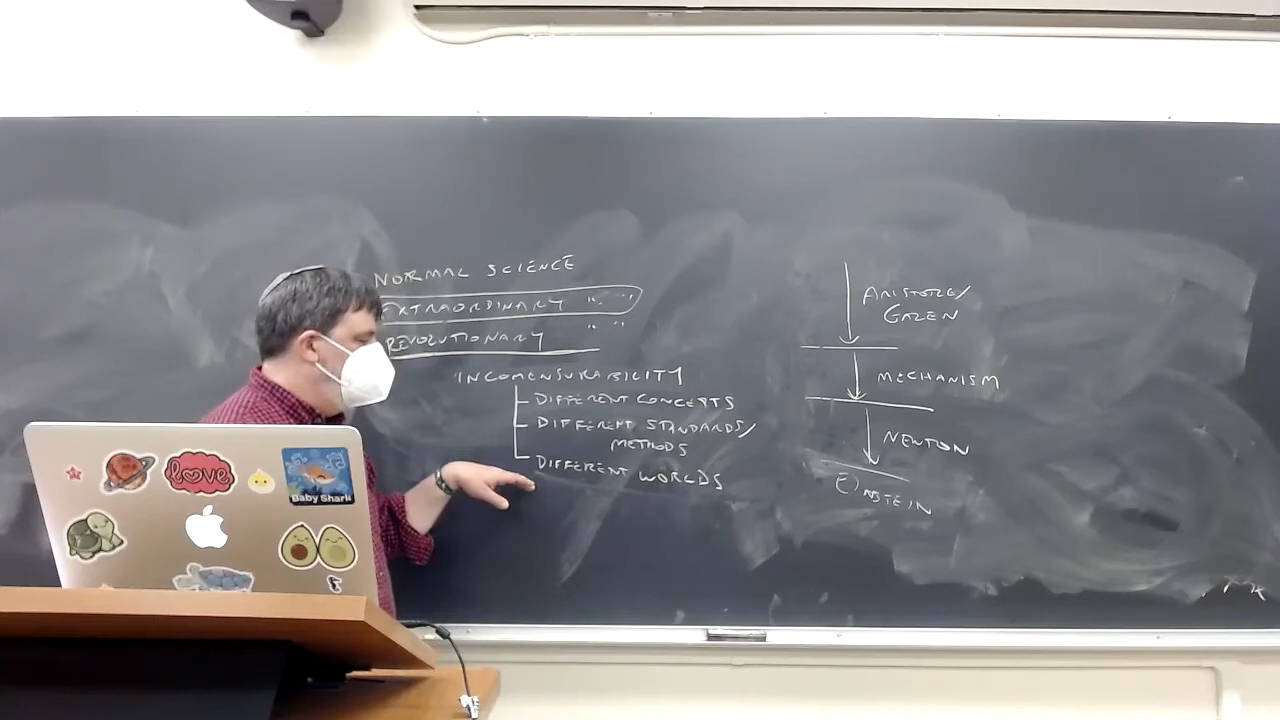 NORMAL SCIENCE
EXTRAORDINARY " "
REVOLUTIONARY " "
INCOMENSURABILITY
DIFFERENT CONCEPTS
DIFFERENT STANDARDS/
METHODS
DIFFERENT WORLDS
ARISTOTLE/
GALEN
MECHANISM
NEWTON
EINSTEIN
love
Baby Shark